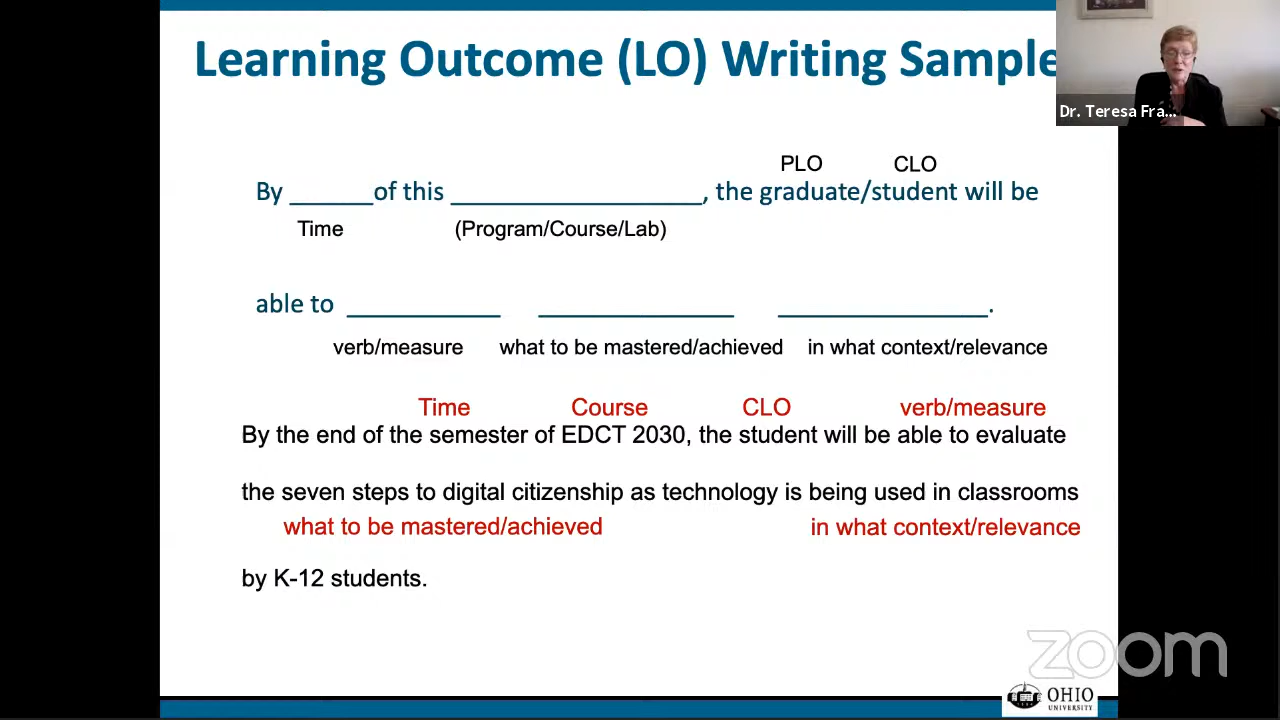 Learning Outcome (LO) Writing Sample
Dr. Teresa Fra...
PLO CLO
By ______of this __________________, the graduate/student will be
Time (Program/Course/Lab)
able to ___________ ______________ _______________.
verb/measure what to be mastered/achieved in what context/relevance
Time Course CLO verb/measure
By the end of the semester of EDCT 2030, the student will be able to evaluate
the seven steps to digital citizenship as technology is being used in classrooms
what to be mastered/achieved in what context/relevance
by K-12 students.
zoom
OHIO
UNIVERSITY